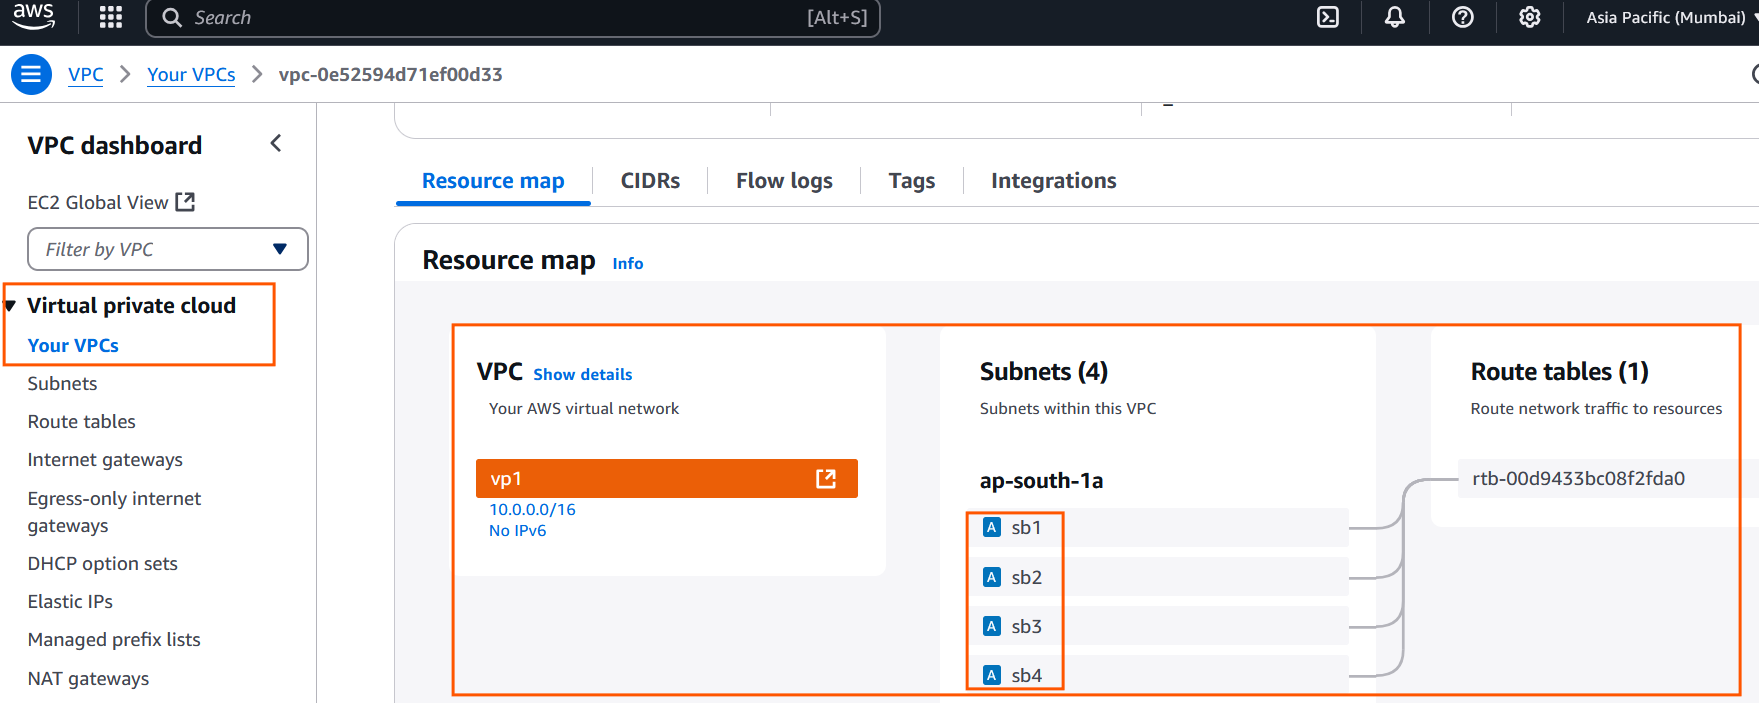 aws
Search [Alt+S]
Asia Pacific (Mumbai)
VPC > Your VPCs > vpc-0e52594d71ef00d33
VPC dashboard
EC2 Global View
Filter by VPC
Virtual private cloud
Your VPCs
Subnets
Route tables
Internet gateways
Egress-only internet
gateways
DHCP option sets
Elastic IPs
Managed prefix lists
NAT gateways
Resource map
CIDRs
Flow logs
Tags
Integrations
Resource map Info
VPC Show details
Your AWS virtual network
vp1
10.0.0.0/16
No IPv6
Subnets (4)
Subnets within this VPC
ap-south-1a
A sb1
A sb2
A sb3
A sb4
Route tables (1)
Route network traffic to resources
rtb-00d9433bc08f2fda0